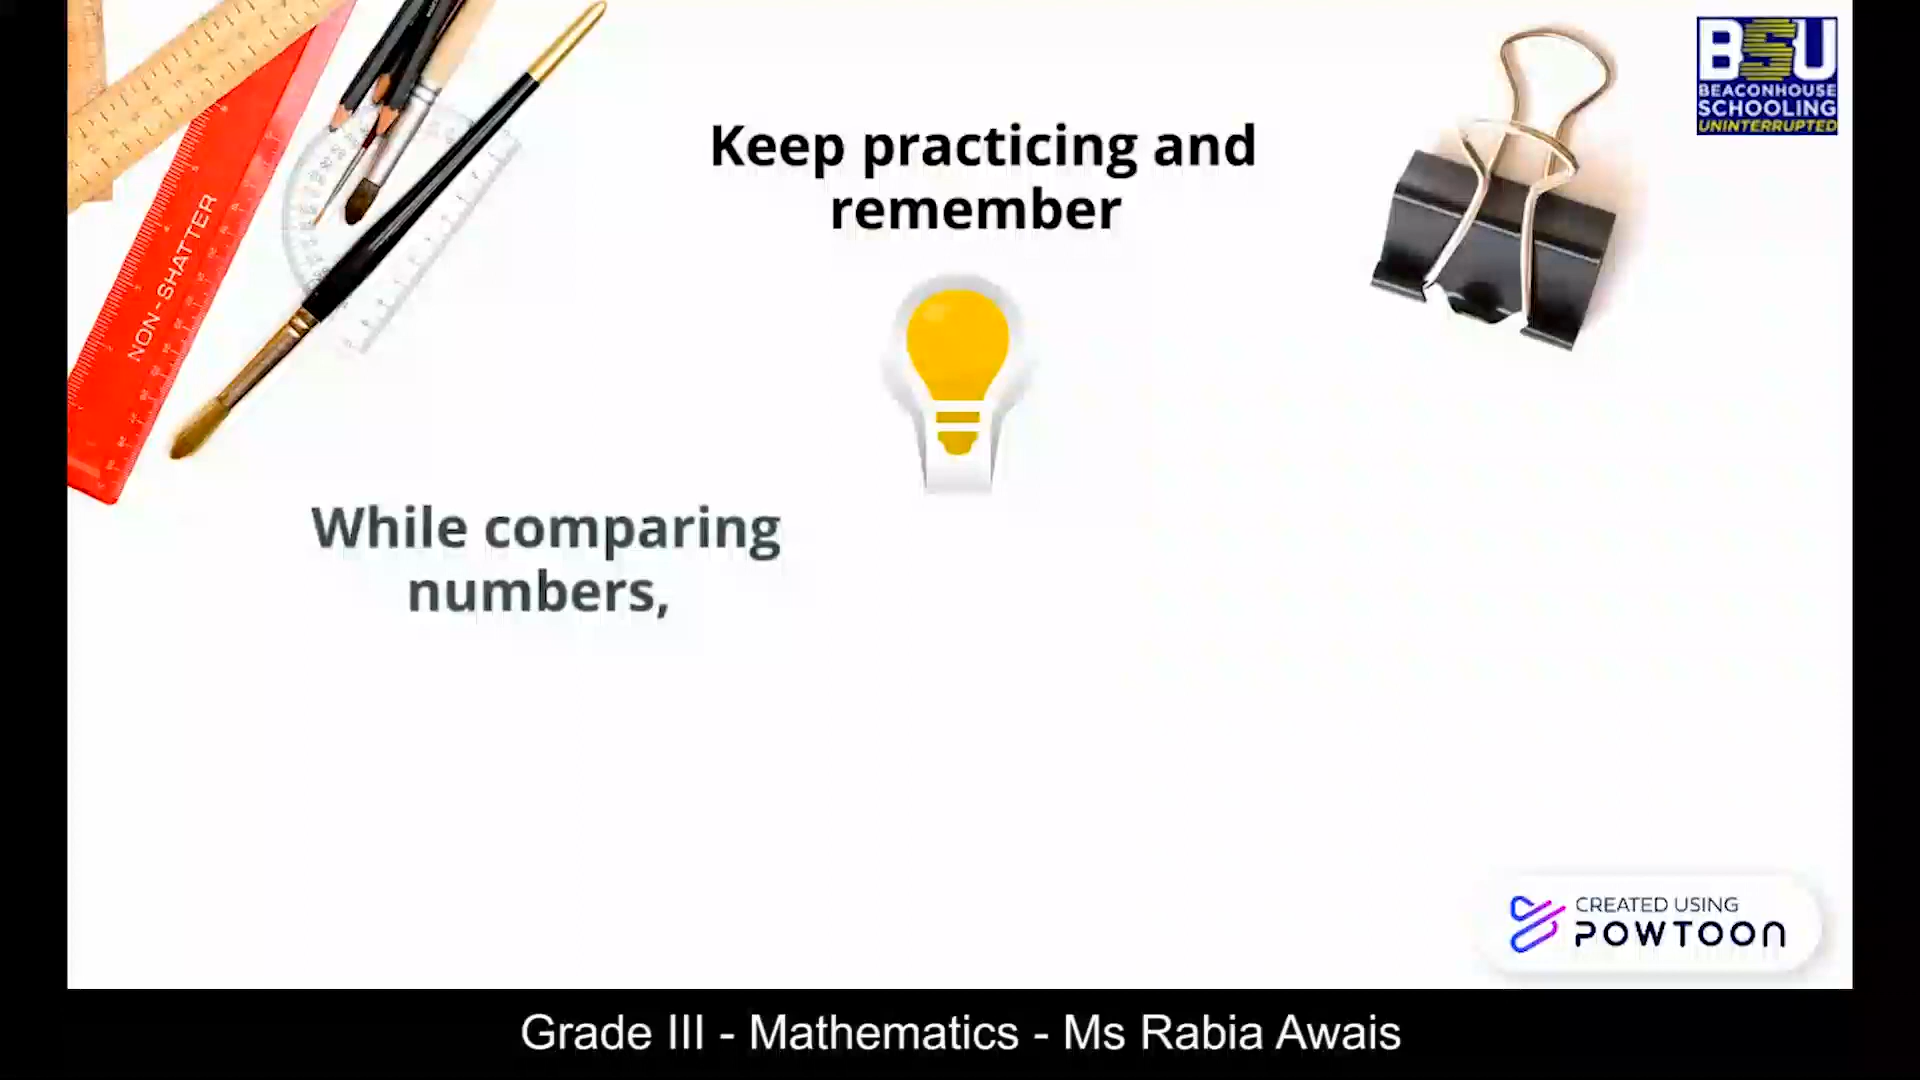 BSU
BEACONHOUSE
SCHOOLING
UNINTERRUPTED
Keep practicing and
remember
NON-SHATTER
While comparing
numbers,
CREATED USING
POWTOON
Grade III - Mathematics - Ms Rabia Awais